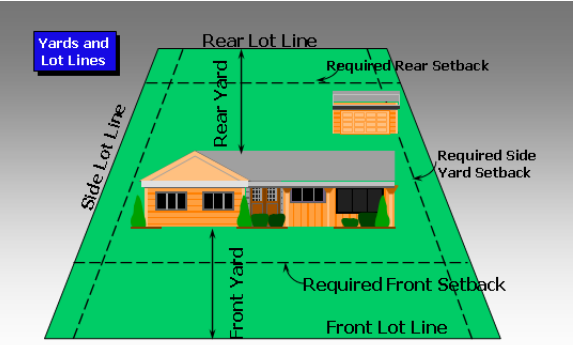 Yards and
Lot Lines
Rear Lot Line
Required Rear Setback
Rear Yard
Side Lot Line
Required Side
Yard Setback
Front Yard
Required Front Setback
Front Lot Line